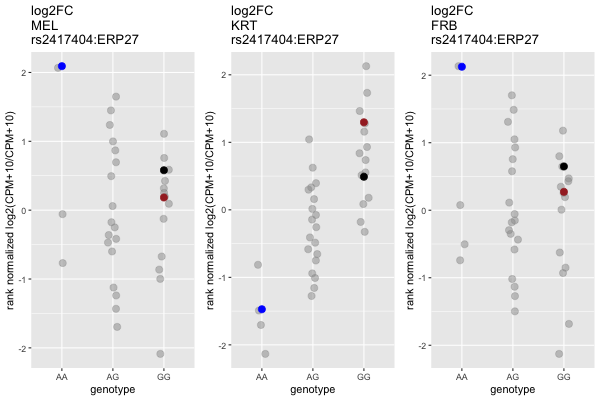 log2FC
MEL
rs2417404:ERP27
rank normalized log2(CPM+10/CPM+10)
2
1
0
-1
-2
AA
AG
GG
genotype
log2FC
KRT
rs2417404:ERP27
rank normalized log2(CPM+10/CPM+10)
2
1
0
-1
-2
AA
AG
GG
genotype
log2FC
FRB
rs2417404:ERP27
rank normalized log2(CPM+10/CPM+10)
2
1
0
-1
-2
AA
AG
GG
genotype